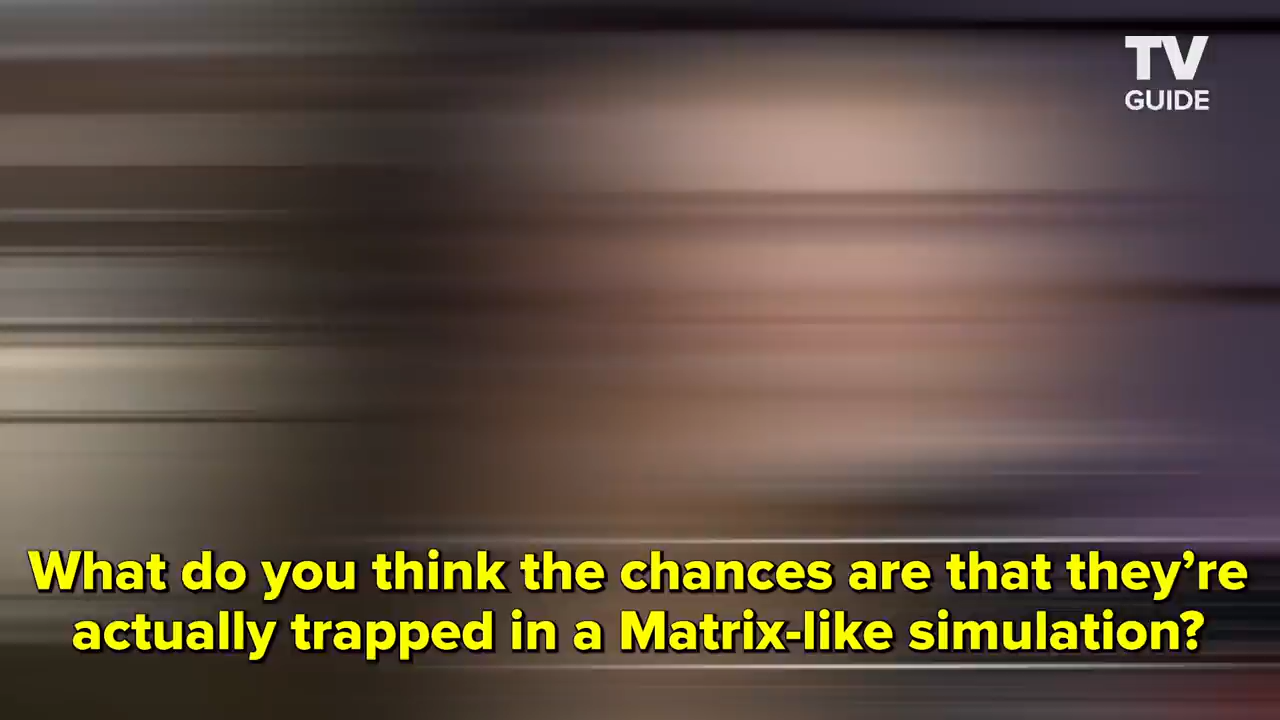 TV
GUIDE
What do you think the chances are that they’re
actually trapped in a Matrix-like simulation?